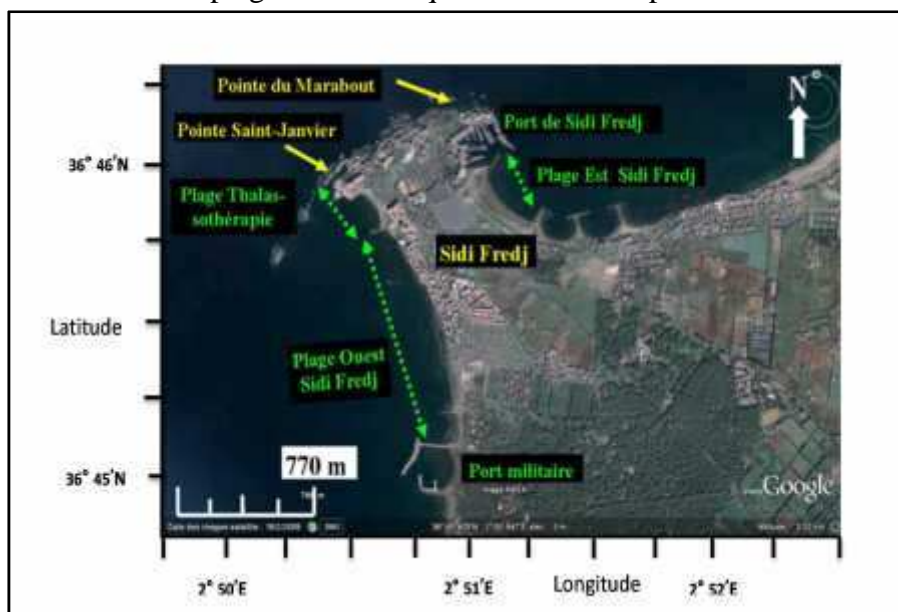 Pointe du Marabout
N
Port de Sidi Fredj
Pointe Saint-Janvier
36° 46'N
Plage Est Sidi Fredj
Plage Thalas-
sothérapie
Sidi Fredj
Latitude
Plage Ouest
Sidi Fredj
770 m
Port militaire
36° 45'N
Google
2° 50'E
2° 51'E
Longitude
2° 52'E